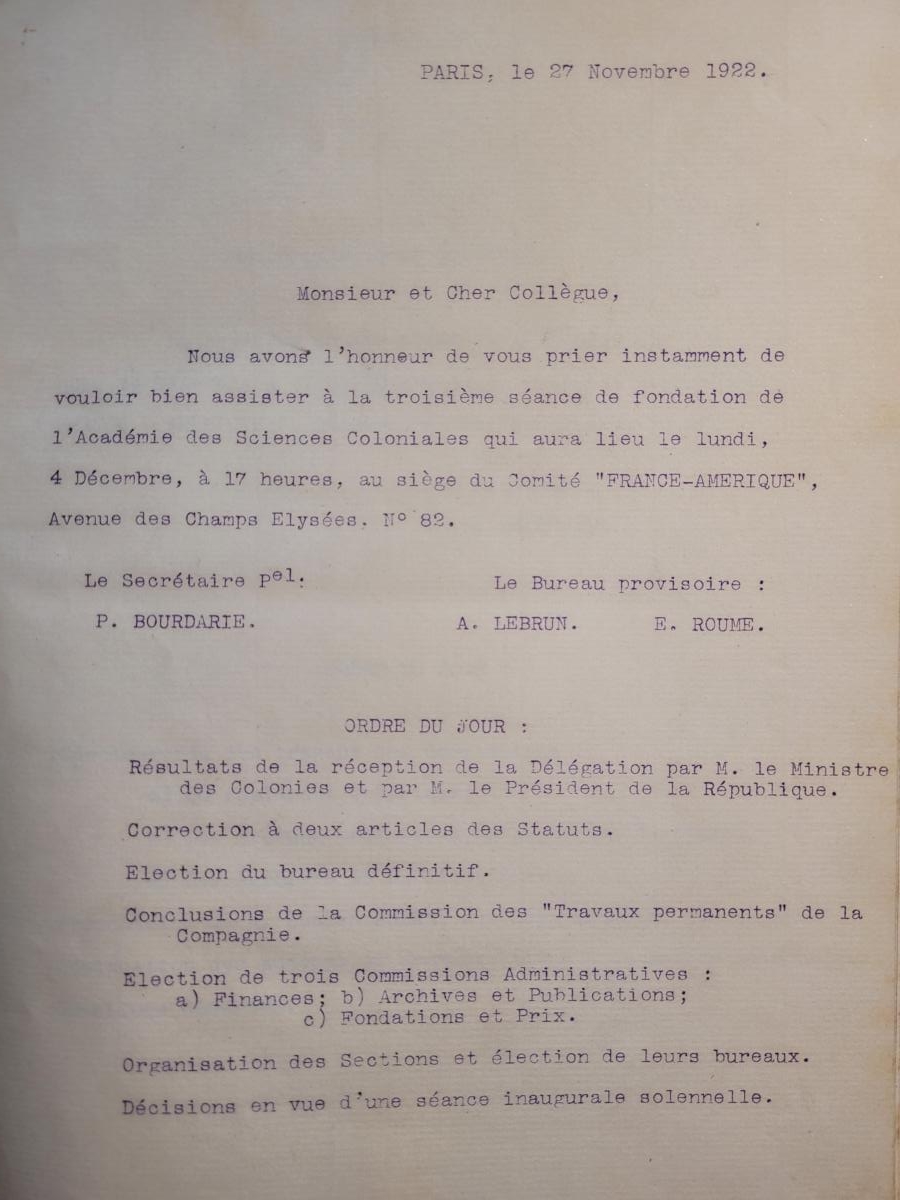 PARIS, le 27 Novembre 1922.
Monsieur et Cher Collègue,
Nous avons l'honneur de vous prier instamment de
vouloir bien assister à la troisième séance de fondation de
l'Académie des Sciences Coloniales qui aura lieu le lundi,
4 Décembre, à 17 heures, au siège du Comité "FRANCE-AMERIQUE",
Avenue des Champs Elysées. N° 82.
Le Secrétaire pel:
Le Bureau provisoire :
P. BOURDARIE.
A. LEBRUN. E. ROUME.
ORDRE DU JOUR :
Résultats de la réception de la Délégation par M. le Ministre
des Colonies et par M. le Président de la République.
Correction à deux articles des Statuts.
Election du bureau définitif.
Conclusions de la Commission des "Travaux permanents" de la
Compagnie.
Election de trois Commissions Administratives :
a) Finances; b) Archives et Publications;
c) Fondations et Prix.
Organisation des Sections et élection de leurs bureaux.
Décisions en vue d'une séance inaugurale solennelle.